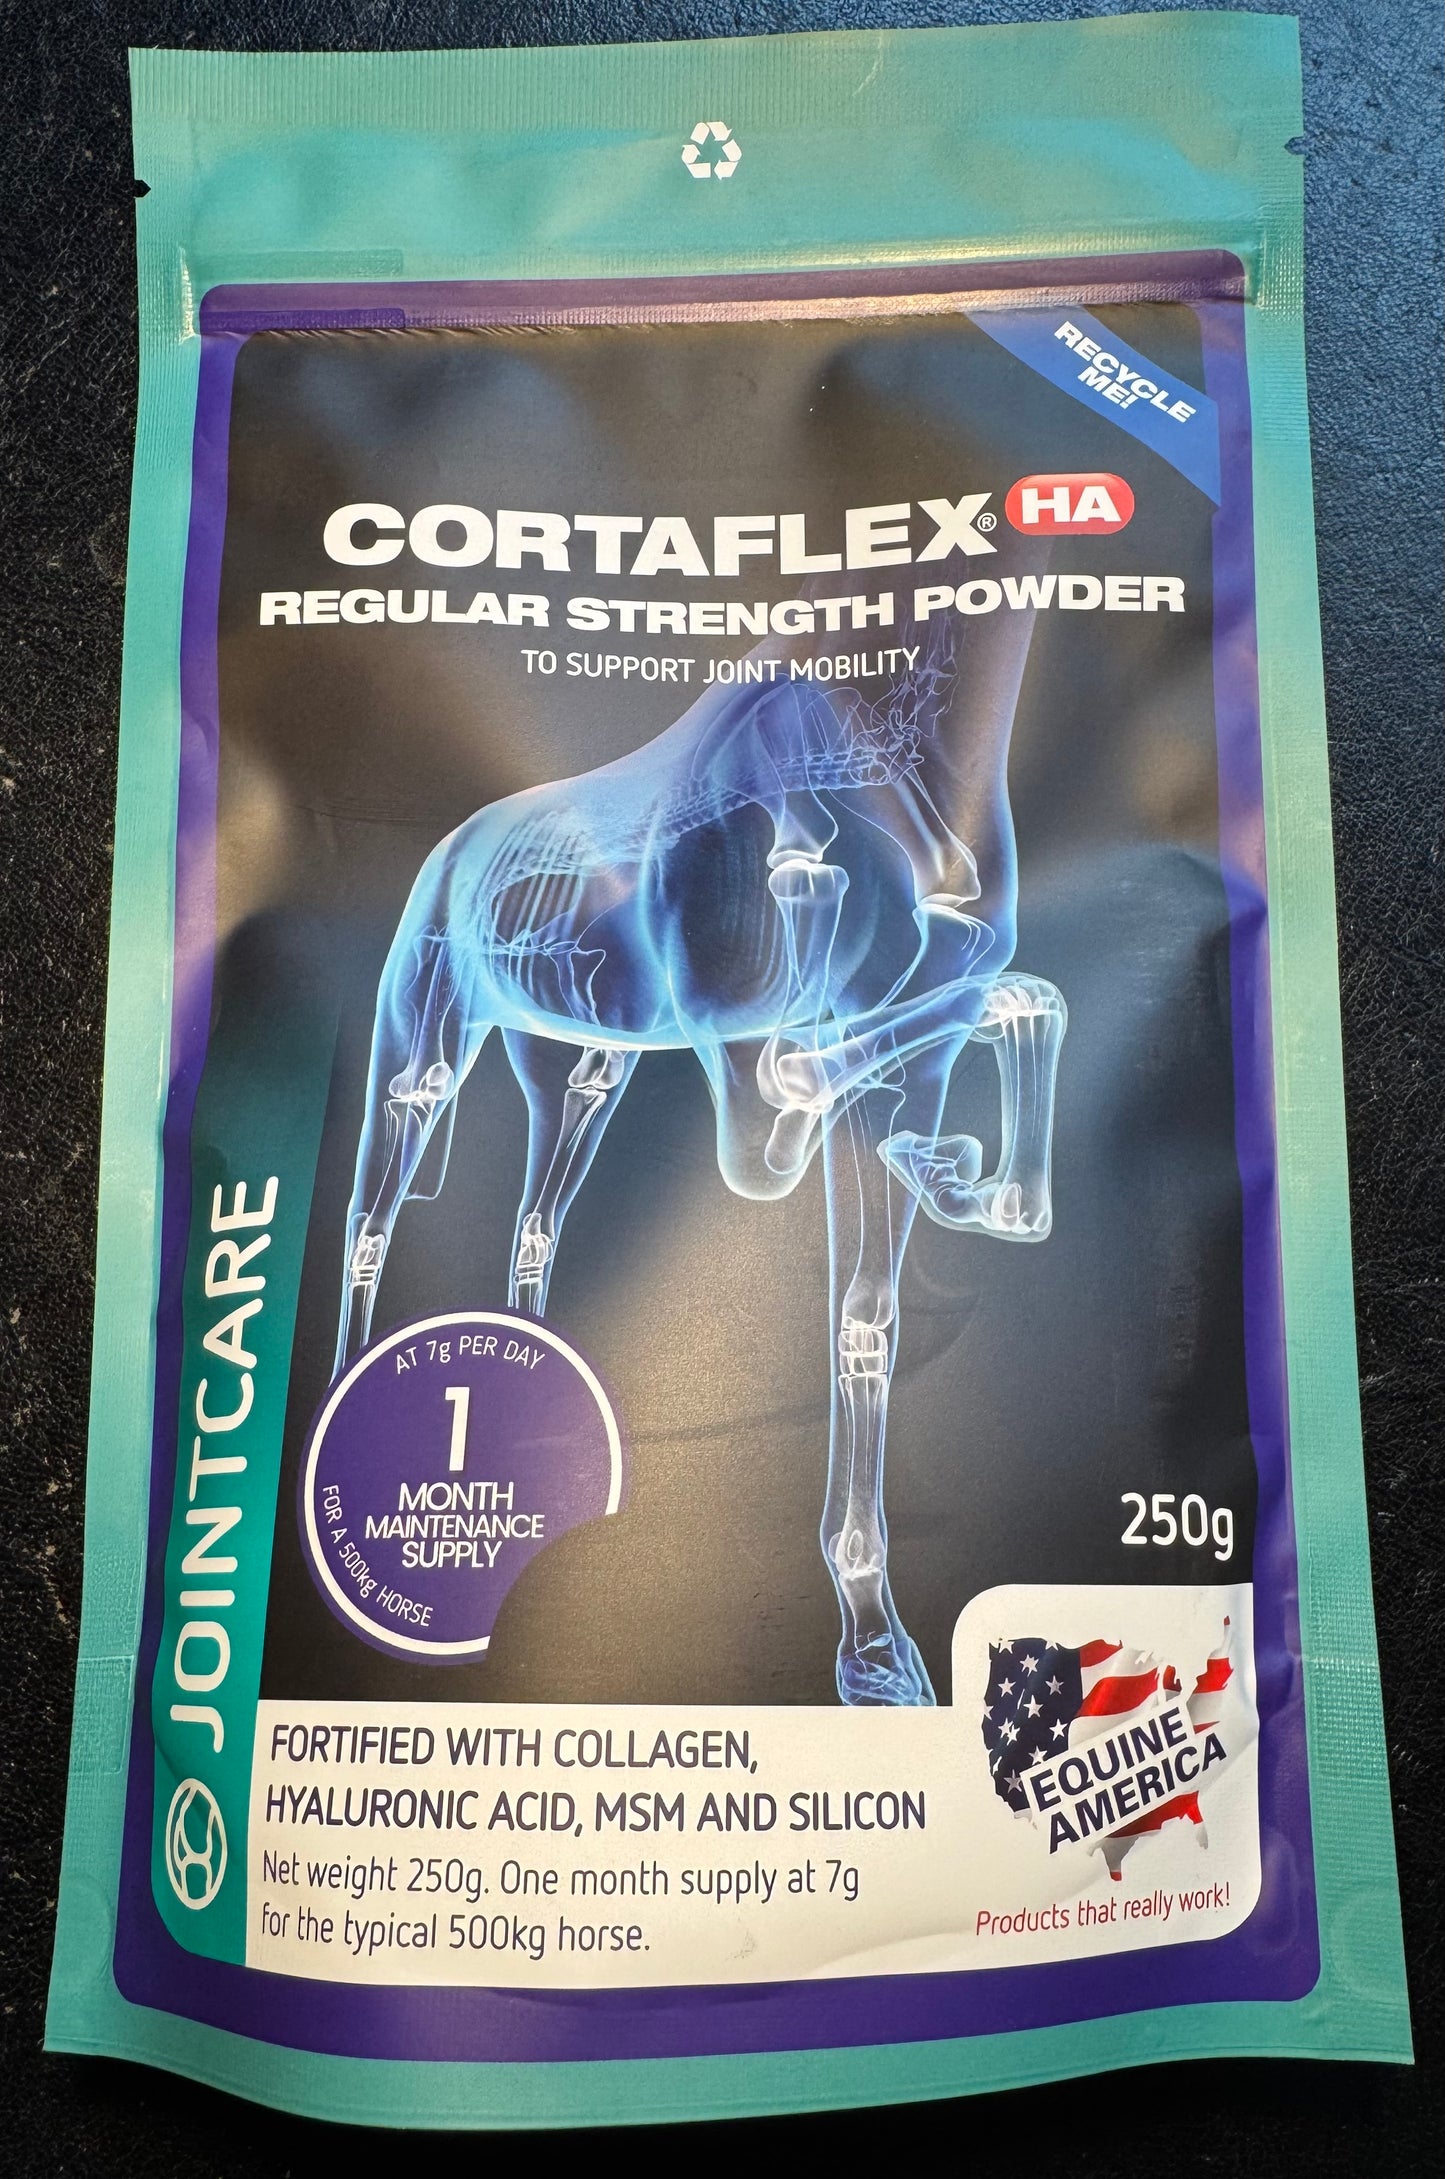 RECYCLE
ME!
CORTAFLEX® HA
REGULAR STRENGTH POWDER
TO SUPPORT JOINT MOBILITY
JOINTCARE
AT 7g PER DAY
1
MONTH
MAINTENANCE
SUPPLY
FOR A 500kg HORSE
250g
FORTIFIED WITH COLLAGEN,
HYALURONIC ACID, MSM AND SILICON
Net weight 250g. One month supply at 7g
for the typical 500kg horse.
EQUINE
AMERICA
Products that really work!